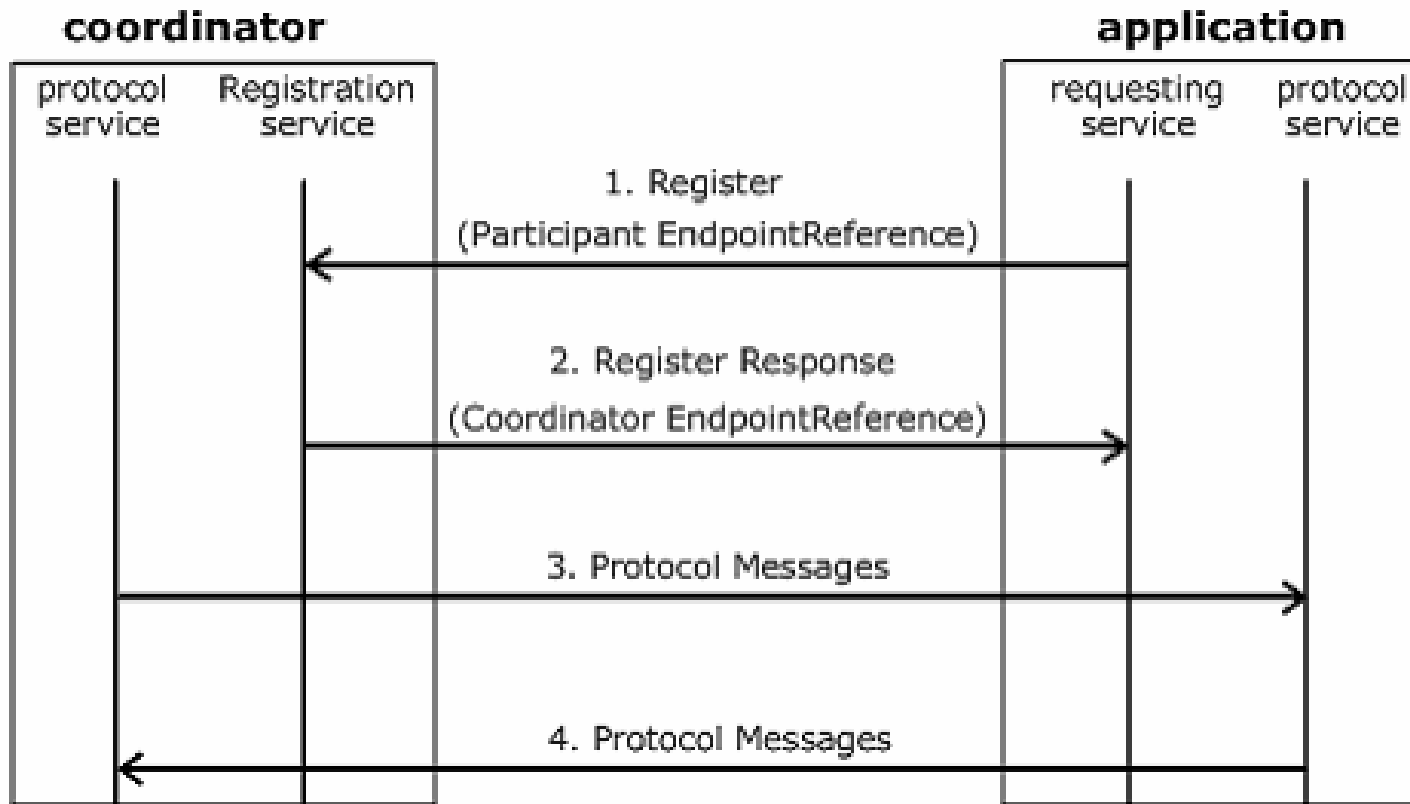 coordinator
application
protocol
service
Registration
service
requesting
service
protocol
service
1. Register
(Participant EndpointReference)
2. Register Response
(Coordinator EndpointReference)
3. Protocol Messages
4. Protocol Messages